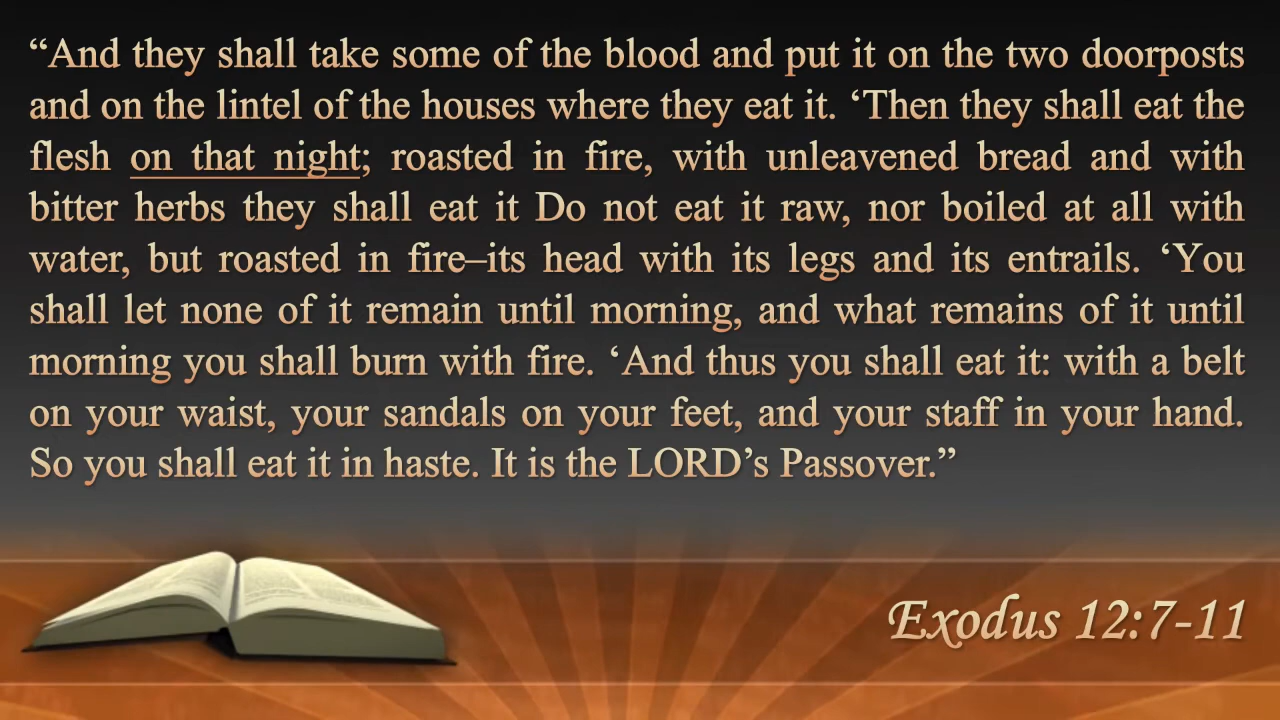 “And they shall take some of the blood and put it on the two doorposts
and on the lintel of the houses where they eat it. ‘Then they shall eat the
flesh on that night; roasted in fire, with unleavened bread and with
bitter herbs they shall eat it Do not eat it raw, nor boiled at all with
water, but roasted in fire–its head with its legs and its entrails. ‘You
shall let none of it remain until morning, and what remains of it until
morning you shall burn with fire. ‘And thus you shall eat it: with a belt
on your waist, your sandals on your feet, and your staff in your hand.
So you shall eat it in haste. It is the LORD’s Passover.”
Exodus 12:7-11